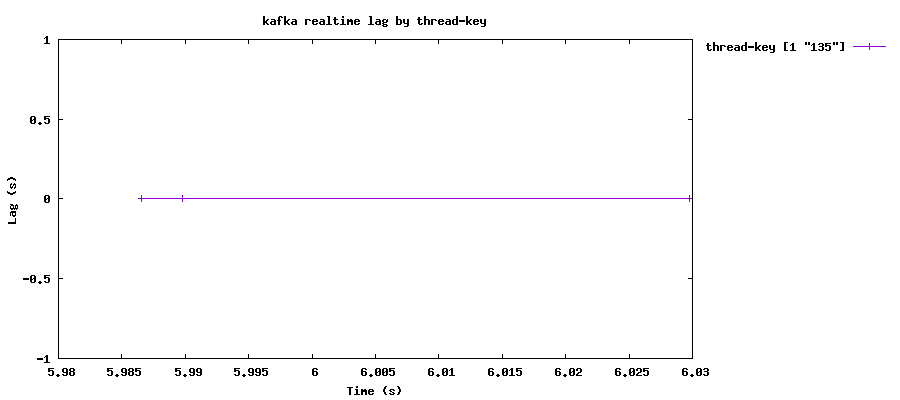 kafka realtime lag by thread-key
thread-key [1 "135"]
1
0.5
0
-0.5
-1
Lag (s)
5.98 5.985 5.99 5.995 6 6.005 6.01 6.015 6.02 6.025 6.03
Time (s)